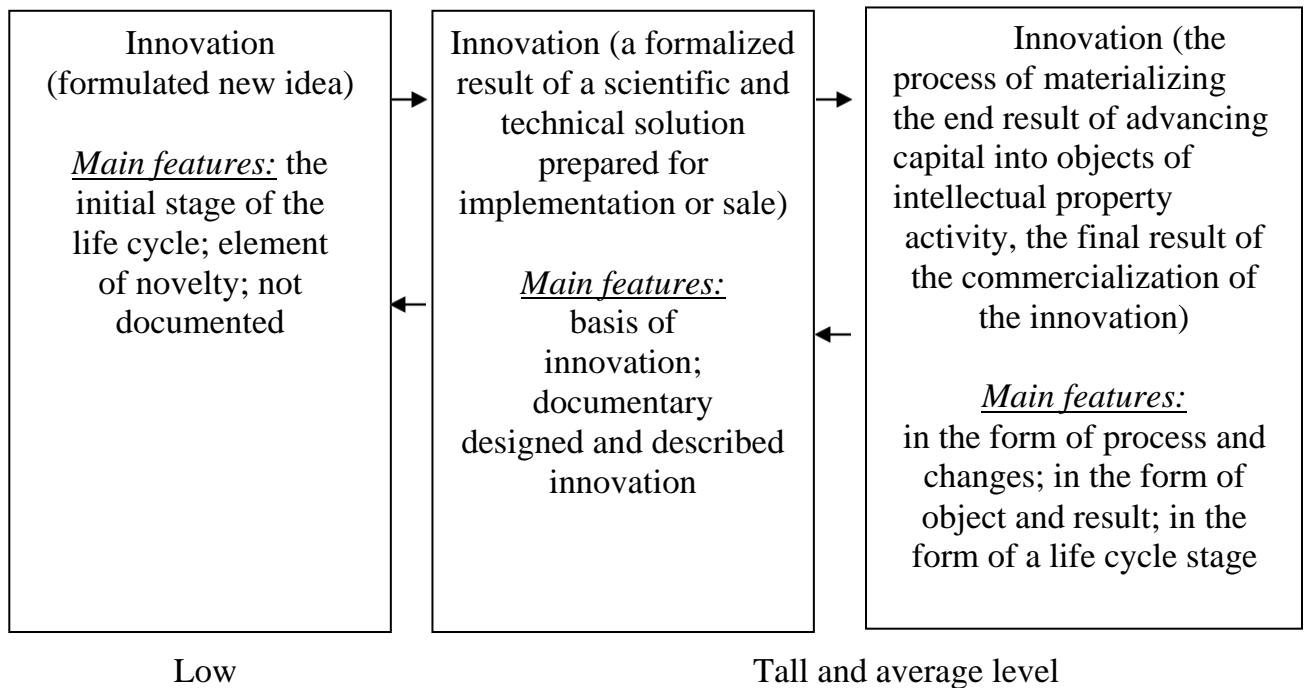 Innovation
(formulated new idea)
Main features: the
initial stage of the
life cycle; element
of novelty; not
documented
Innovation (a formalized
result of a scientific and
technical solution
prepared for
implementation or sale)
Main features:
basis of
innovation;
documentary
designed and described
innovation
Innovation (the
process of materializing
the end result of advancing
capital into objects of
intellectual property
activity, the final result of
the commercialization of
the innovation)
Main features:
in the form of process and
changes; in the form of
object and result; in the
form of a life cycle stage
Low
Tall and average level